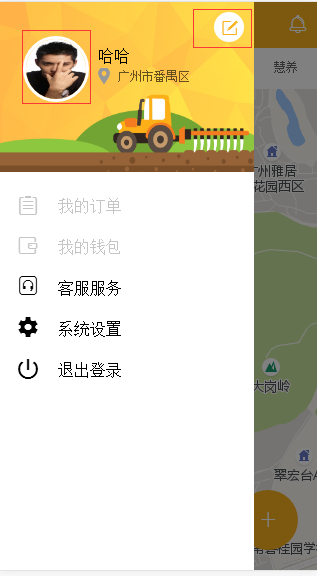 哈哈
广州市番禺区
慧养
州雅居
花园西区
我的订单
我的钱包
客服服务
系统设置
大岗岭
退出登录
翠宏台A
碧桂园学